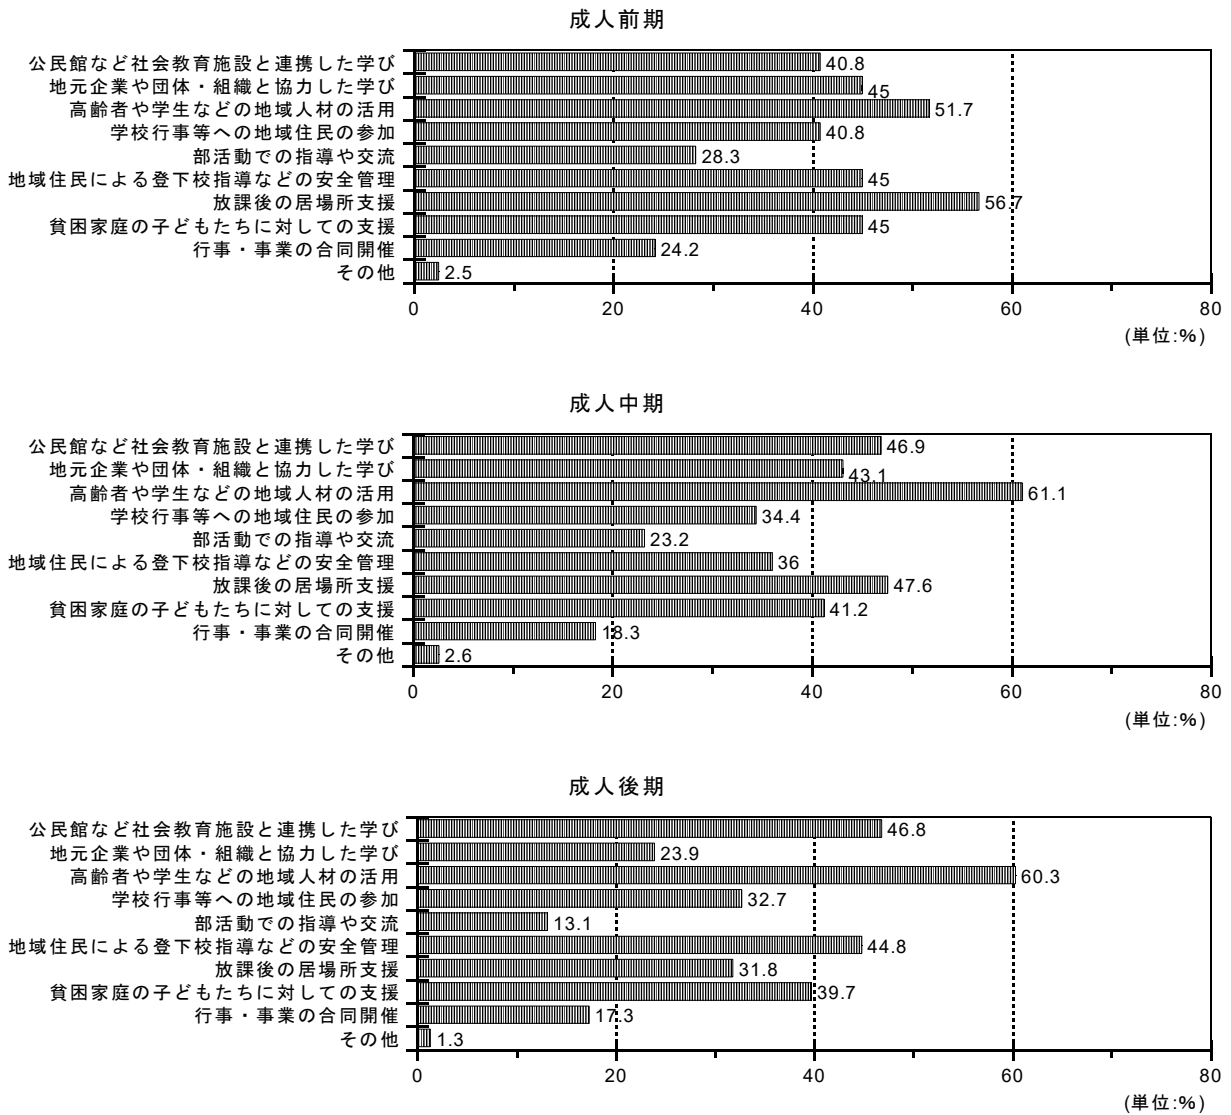 成人前期
公民館など社会教育施設と連携した学び 40.8
地元企業や団体・組織と協力した学び 45
高齢者や学生などの地域人材の活用 51.7
学校行事等への地域住民の参加 40.8
部活動での指導や交流 28.3
地域住民による登下校指導などの安全管理 45
放課後の居場所支援 56.7
貧困家庭の子どもたちに対しての支援 45
行事・事業の合同開催 24.2
その他 2.5
0 20 40 60 80
(単位:%)
成人中期
公民館など社会教育施設と連携した学び 46.9
地元企業や団体・組織と協力した学び 43.1
高齢者や学生などの地域人材の活用 61.1
学校行事等への地域住民の参加 34.4
部活動での指導や交流 23.2
地域住民による登下校指導などの安全管理 36
放課後の居場所支援 47.6
貧困家庭の子どもたちに対しての支援 41.2
行事・事業の合同開催 18.3
その他 2.6
0 20 40 60 80
(単位:%)
成人後期
公民館など社会教育施設と連携した学び 46.8
地元企業や団体・組織と協力した学び 23.9
高齢者や学生などの地域人材の活用 60.3
学校行事等への地域住民の参加 32.7
部活動での指導や交流 13.1
地域住民による登下校指導などの安全管理 44.8
放課後の居場所支援 31.8
貧困家庭の子どもたちに対しての支援 39.7
行事・事業の合同開催 17.3
その他 1.3
0 20 40 60 80
(単位:%)